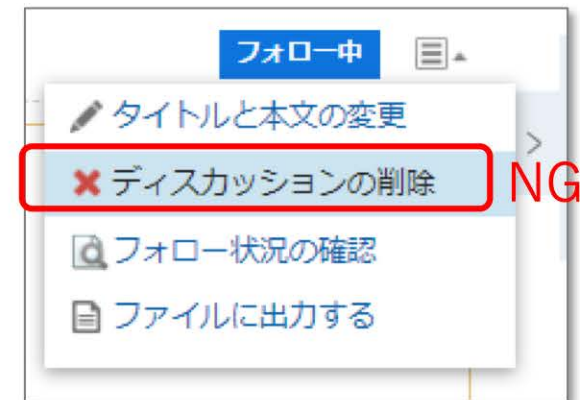 フォロー中
タイトルと本文の変更
ディスカッションの削除
NG
フォロー状況の確認
ファイルに出力する